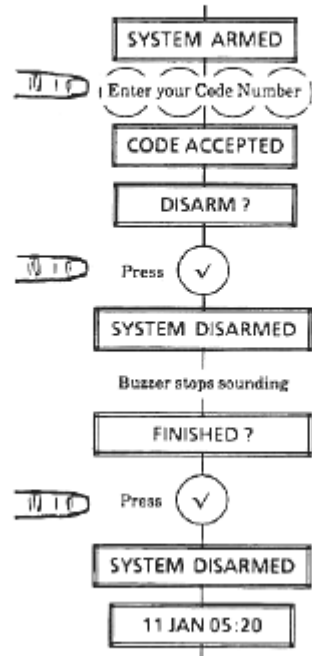 SYSTEM ARMED
Enter your Code Number
CODE ACCEPTED
DISARM ?
Press ✓
SYSTEM DISARMED
Buzzer stops sounding
FINISHED ?
Press ✓
SYSTEM DISARMED
11 JAN 05:20